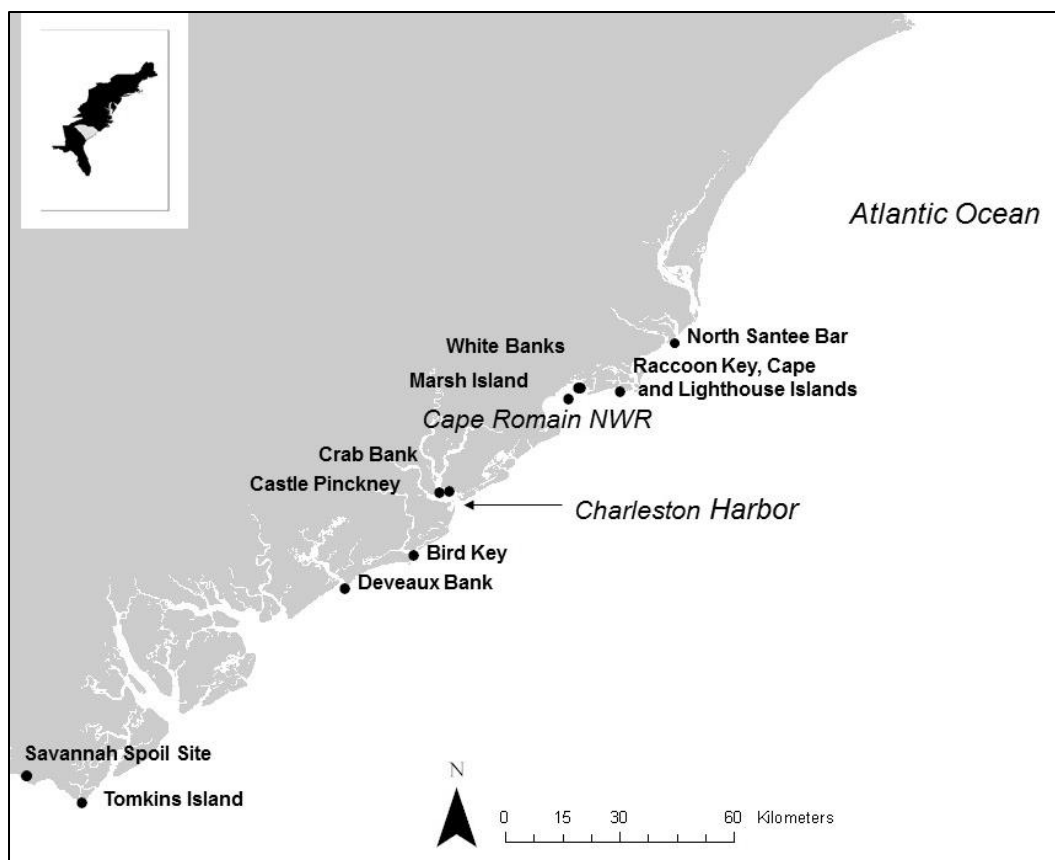 Atlantic Ocean
North Santee Bar
White Banks
Raccoon Key, Cape
and Lighthouse Islands
Marsh Island
Cape Romain NWR
Crab Bank
Castle Pinckney
Charleston Harbor
Bird Key
Deveaux Bank
Savannah Spoil Site
Tomkins Island
N
0 15 30 60 Kilometers